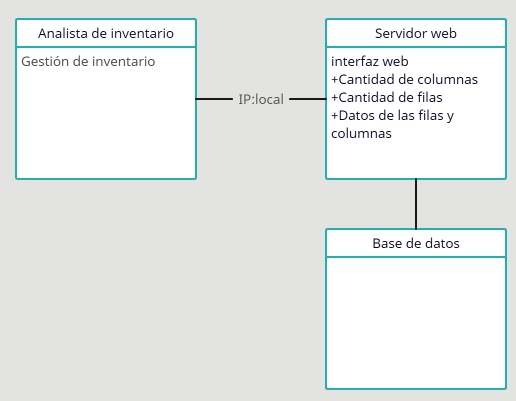 Analista de inventario
Gestión de inventario
IP:local
Servidor web
interfaz web
+Cantidad de columnas
+Cantidad de filas
+Datos de las filas y
columnas
Base de datos